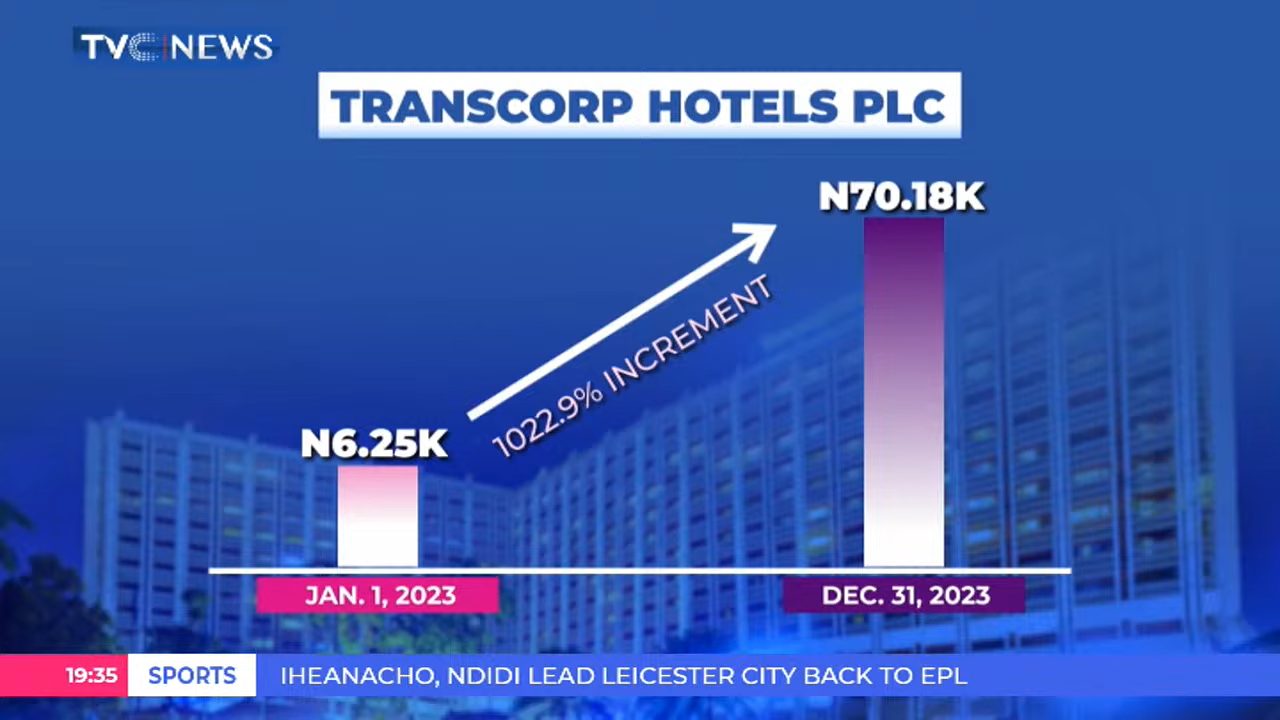 TVC NEWS
TRANSCORP HOTELS PLC
N70.18K
1022.9% INCREMENT
N6.25K
JAN. 1, 2023
DEC. 31, 2023
19:35 SPORTS IHEANACHO, NDIDI LEAD LEICESTER CITY BACK TO EPL